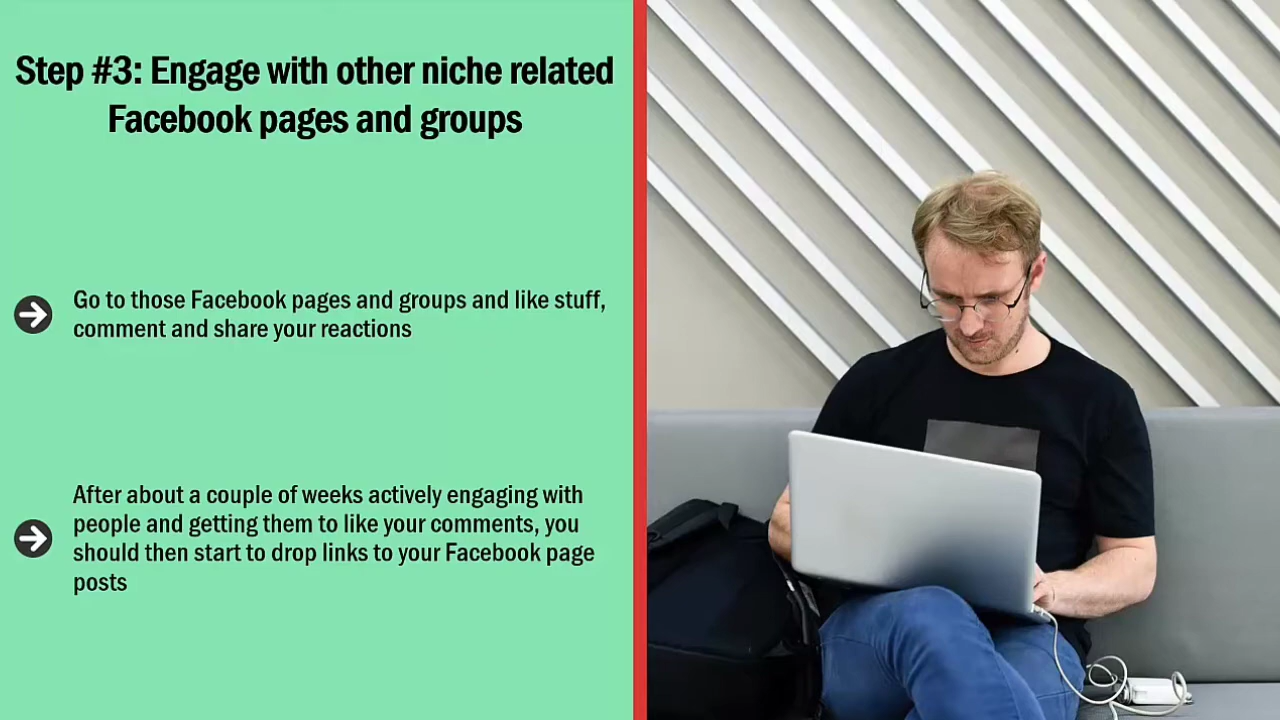 Step #3: Engage with other niche related
Facebook pages and groups
Go to those Facebook pages and groups and like stuff,
comment and share your reactions
After about a couple of weeks actively engaging with
people and getting them to like your comments, you
should then start to drop links to your Facebook page
posts